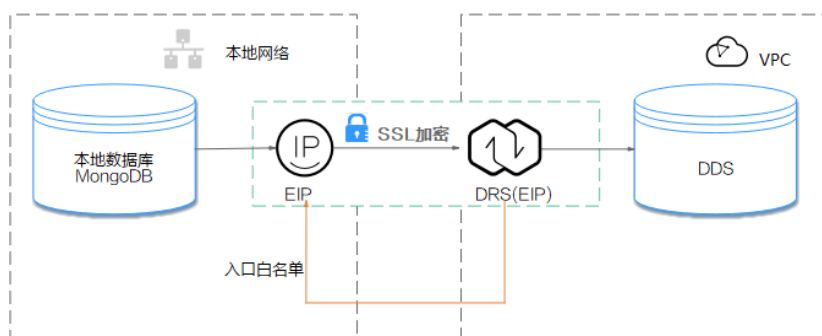 本地网络
VPC
本地数据库
MongoDB
IP
SSL加密
EIP
DRS(EIP)
DDS
入口白名单